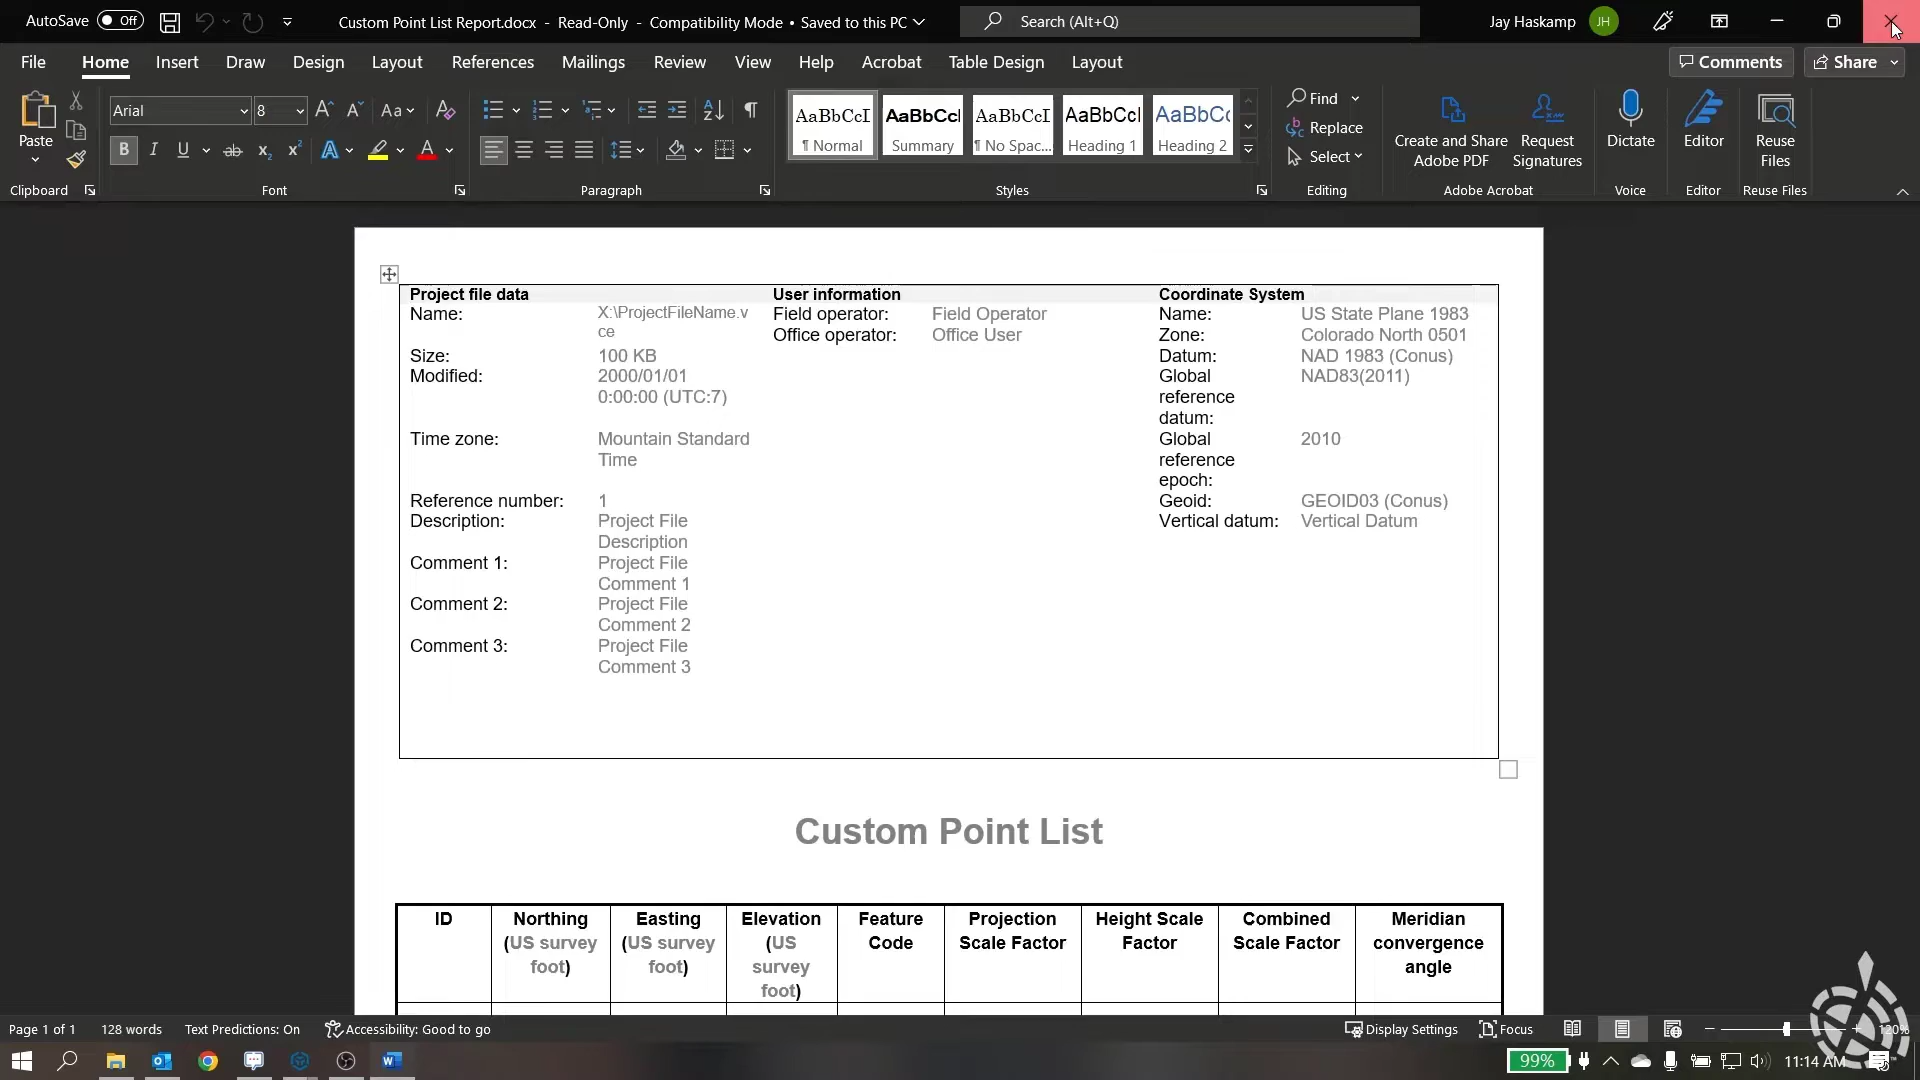 AutoSave Off Custom Point List Report.docx - Read-Only - Compatibility Mode • Saved to this PC Search (Alt+Q) Jay Haskamp JH
File Home Insert Draw Design Layout References Mailings Review View Help Acrobat Table Design Layout Comments Share
Paste
Clipboard
Arial 8
Font
Paragraph
AaBbCcI AaBbCcI AaBbCcI AaBbCcI AaBbCc
¶ Normal Summary ¶ No Spac... Heading 1 Heading 2
Styles
Find
Replace
Select
Editing
Create and Share
Adobe PDF
Request
Signatures
Adobe Acrobat
Dictate
Voice
Editor
Editor
Reuse
Files
Reuse Files
Project file data User information Coordinate System
Name: X:\ProjectFileName.v Field operator: Field Operator Name: US State Plane 1983
ce Office operator: Office User Zone: Colorado North 0501
Size: 100 KB Datum: NAD 1983 (Conus)
Modified: 2000/01/01 Global NAD83(2011)
0:00:00 (UTC:7) reference
datum:
Time zone: Mountain Standard Global 2010
Time reference
epoch:
Reference number: 1 Geoid: GEOID03 (Conus)
Description: Project File Vertical datum: Vertical Datum
Description
Comment 1: Project File
Comment 1
Comment 2: Project File
Comment 2
Comment 3: Project File
Comment 3
Custom Point List
ID Northing Easting Elevation Feature Projection Height Scale Combined Meridian
(US survey (US survey (US Code Scale Factor Factor Scale Factor convergence
foot) foot) survey angle
foot)
Page 1 of 1 128 words Text Predictions: On Accessibility: Good to go Display Settings Focus 120%
99% 11:14 AM